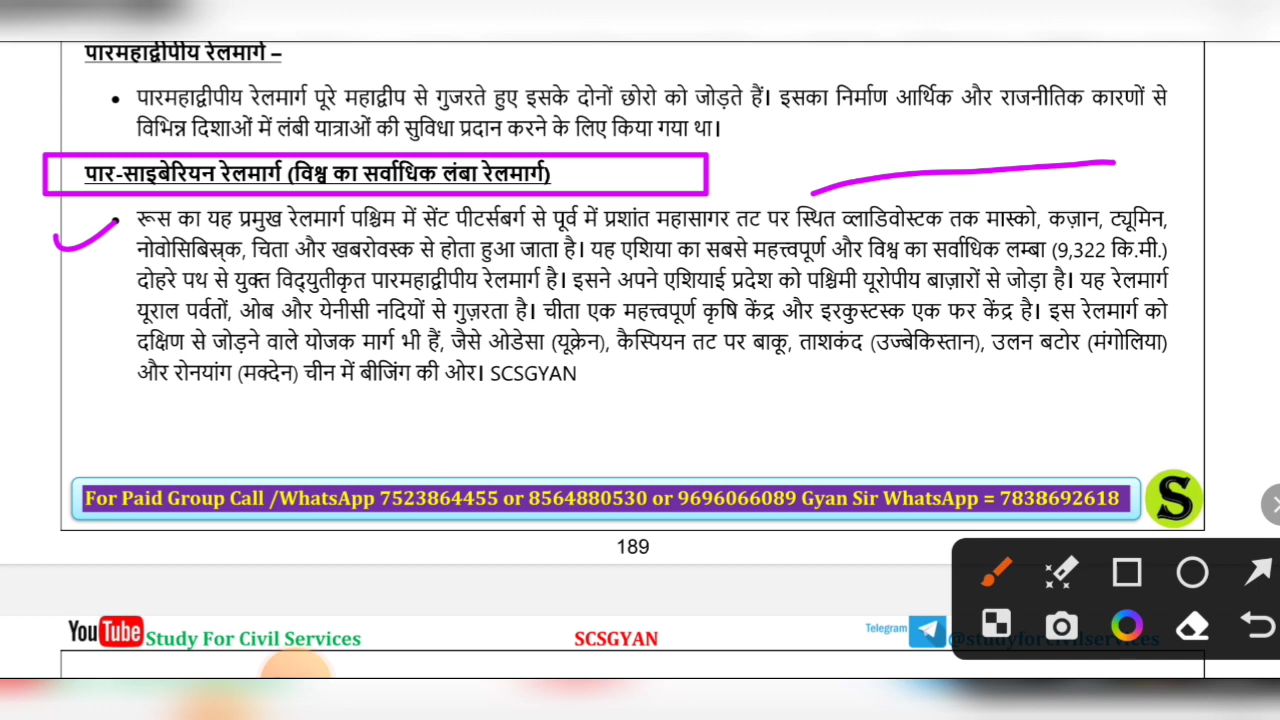 पारमहाद्वीपीय रेलमार्ग –
• पारमहाद्वीपीय रेलमार्ग पूरे महाद्वीप से गुजरते हुए इसके दोनों छोरो को जोड़ते हैं। इसका निर्माण आर्थिक और राजनीतिक कारणों से
विभिन्न दिशाओं में लंबी यात्राओं की सुविधा प्रदान करने के लिए किया गया था।
पार-साइबेरियन रेलमार्ग (विश्व का सर्वाधिक लंबा रेलमार्ग)
• रूस का यह प्रमुख रेलमार्ग पश्चिम में सेंट पीटर्सबर्ग से पूर्व में प्रशांत महासागर तट पर स्थित व्लाडिवोस्टक तक मास्को, कज़ान, ट्यूमिन,
नोवोसिबिस्र्क, चिता और खबरोवस्क से होता हुआ जाता है। यह एशिया का सबसे महत्त्वपूर्ण और विश्व का सर्वाधिक लम्बा (9,322 कि.मी.)
दोहरे पथ से युक्त विद्युतीकृत पारमहाद्वीपीय रेलमार्ग है। इसने अपने एशियाई प्रदेश को पश्चिमी यूरोपीय बाज़ारों से जोड़ा है। यह रेलमार्ग
यूराल पर्वतों, ओब और येनीसी नदियों से गुज़रता है। चीता एक महत्त्वपूर्ण कृषि केंद्र और इरकुस्टस्क एक फर केंद्र है। इस रेलमार्ग को
दक्षिण से जोड़ने वाले योजक मार्ग भी हैं, जैसे ओडेसा (यूक्रेन), कैस्पियन तट पर बाकू, ताशकंद (उज्बेकिस्तान), उलन बटोर (मंगोलिया)
और रोनयांग (मक्देन) चीन में बीजिंग की ओर। SCSGYAN
For Paid Group Call /WhatsApp 7523864455 or 8564880530 or 9696066089 Gyan Sir WhatsApp = 7838692618
S
189
YouTube Study For Civil Services SCSGYAN Telegram @studyforcivilservices